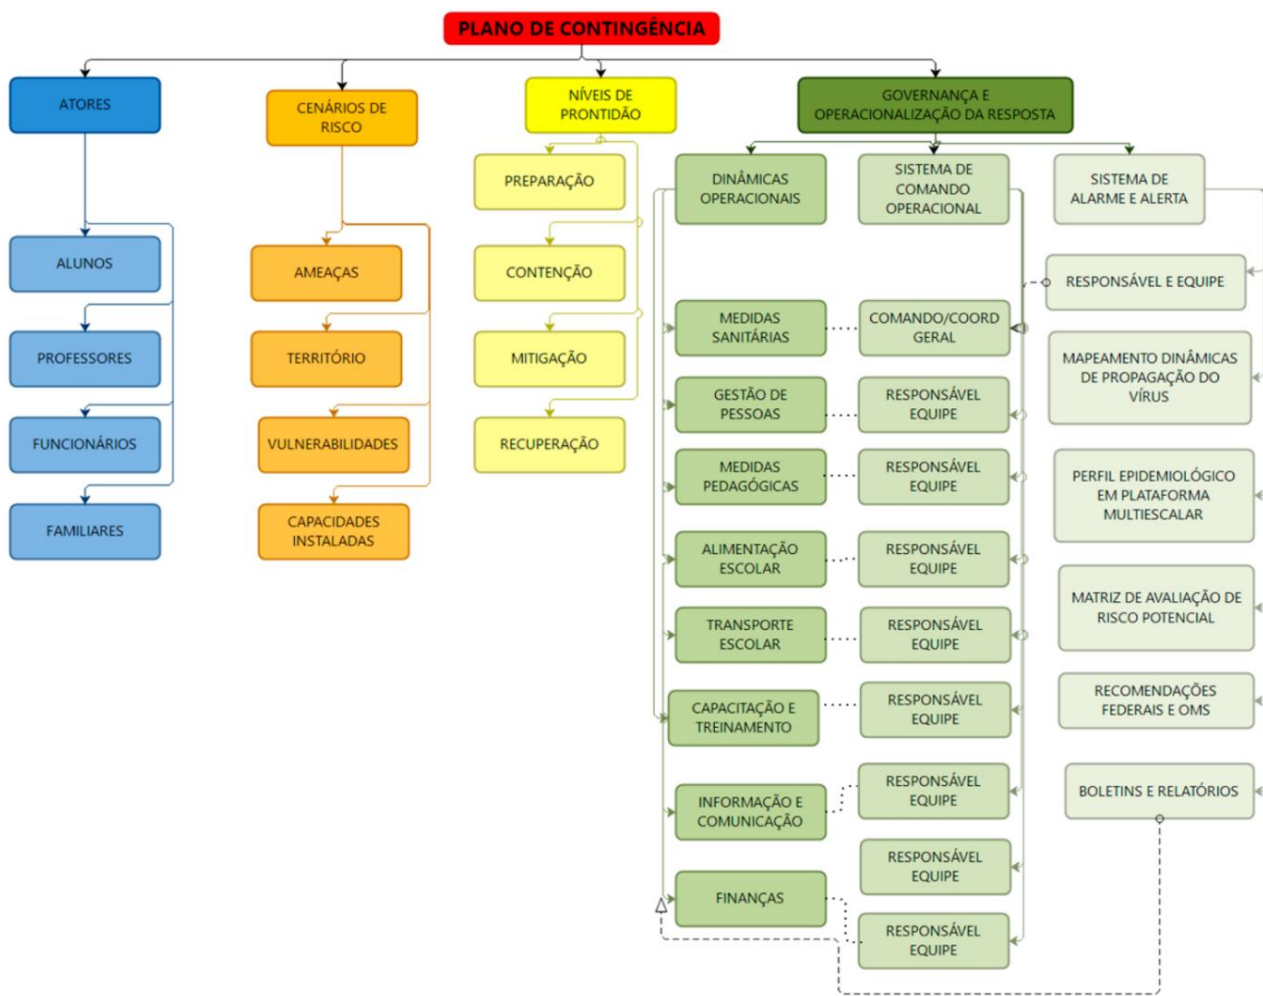 PLANO DE CONTINGÊNCIA
ATORES
CENÁRIOS DE
RISCO
NÍVEIS DE
PRONTIDÃO
GOVERNANÇA E
OPERACIONALIZAÇÃO DA RESPOSTA
ALUNOS
PROFESSORES
FUNCIONÁRIOS
FAMILIARES
AMEAÇAS
TERRITÓRIO
VULNERABILIDADES
CAPACIDADES
INSTALADAS
PREPARAÇÃO
CONTENÇÃO
MITIGAÇÃO
RECUPERAÇÃO
DINÂMICAS
OPERACIONAIS
MEDIDAS
SANITÁRIAS
GESTÃO DE
PESSOAS
MEDIDAS
PEDAGÓGICAS
ALIMENTAÇÃO
ESCOLAR
TRANSPORTE
ESCOLAR
CAPACITAÇÃO E
TREINAMENTO
INFORMAÇÃO E
COMUNICAÇÃO
FINANÇAS
SISTEMA DE
COMANDO
OPERACIONAL
COMANDO/COORD
GERAL
RESPONSÁVEL
EQUIPE
RESPONSÁVEL
EQUIPE
RESPONSÁVEL
EQUIPE
RESPONSÁVEL
EQUIPE
RESPONSÁVEL
EQUIPE
RESPONSÁVEL
EQUIPE
RESPONSÁVEL
EQUIPE
RESPONSÁVEL
EQUIPE
SISTEMA DE
ALARME E ALERTA
RESPONSÁVEL E EQUIPE
MAPEAMENTO DINÂMICAS
DE PROPAGAÇÃO DO
VÍRUS
PERFIL EPIDEMIOLÓGICO
EM PLATAFORMA
MULTIESCALAR
MATRIZ DE AVALIAÇÃO DE
RISCO POTENCIAL
RECOMENDAÇÕES
FEDERAIS E OMS
BOLETINS E RELATÓRIOS